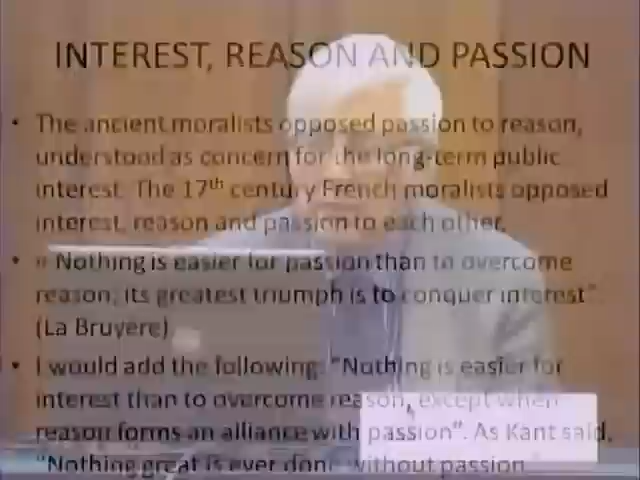 INTEREST, REASON AND PASSION
• The ancient moralists opposed passion to reason,
understood as concern for the long-term public
interest. The 17th century French moralists opposed
interest, reason and passion to each other.
• « Nothing is easier for passion than to overcome
reason, its greatest triumph is to conquer interest".
(La Bruyere)
• I would add the following: "Nothing is easier for
interest than to overcome reason, except when
reason forms an alliance with passion". As Kant said,
"Nothing great is ever done without passion."